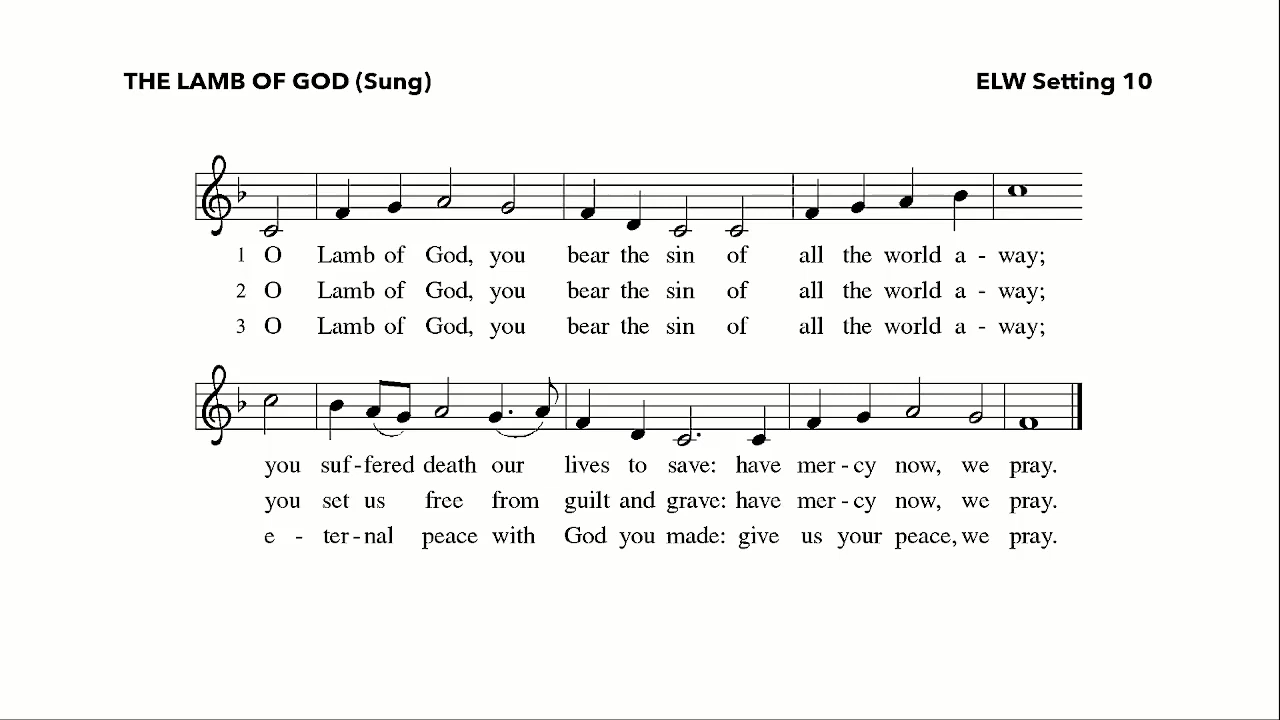 THE LAMB OF GOD (Sung) ELW Setting 10
1 O Lamb of God, you bear the sin of all the world a - way;
2 O Lamb of God, you bear the sin of all the world a - way;
3 O Lamb of God, you bear the sin of all the world a - way;
you suf-fered death our lives to save: have mer-cy now, we pray.
you set us free from guilt and grave: have mer-cy now, we pray.
e - ter-nal peace with God you made: give us your peace, we pray.